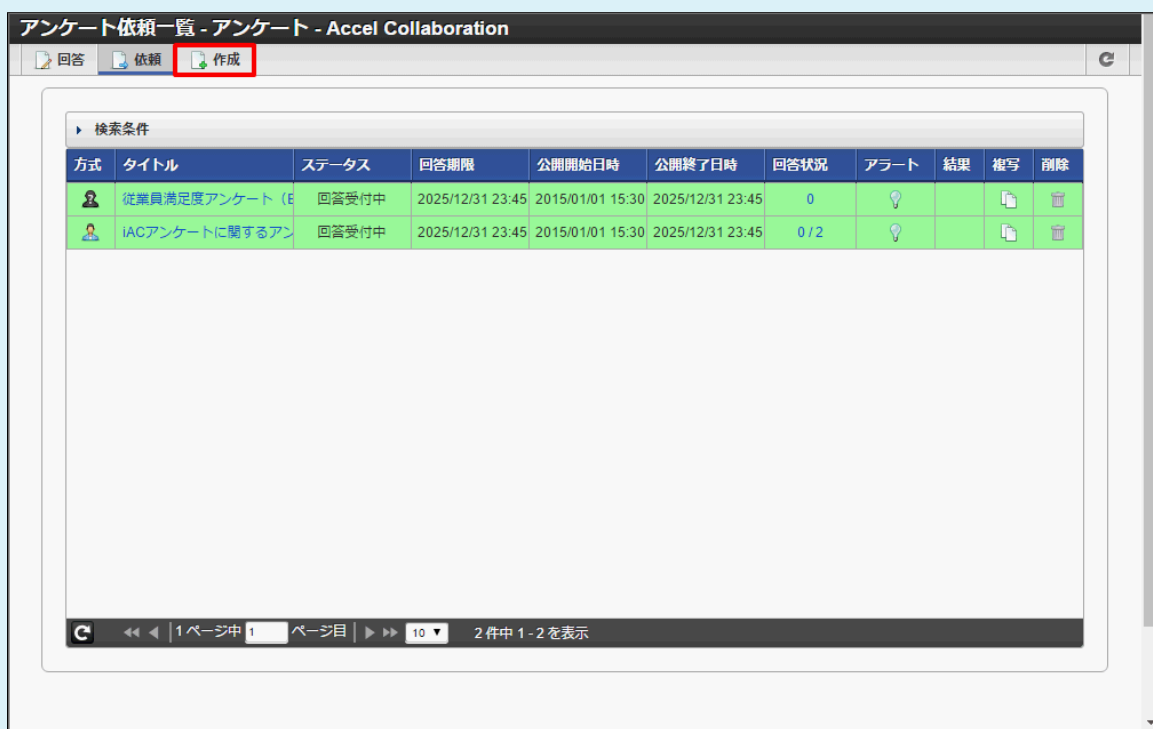 アンケート依頼一覧 - アンケート - Accel Collaboration
回答 依頼 作成
検索条件
方式 タイトル ステータス 回答期限 公開開始日時 公開終了日時 回答状況 アラート 結果 複写 削除
従業員満足度アンケート（E 回答受付中 2025/12/31 23:45 2015/01/01 15:30 2025/12/31 23:45 0
iACアンケートに関するアン 回答受付中 2025/12/31 23:45 2015/01/01 15:30 2025/12/31 23:45 0 / 2
1 ページ中 1 ページ目 10 2 件中 1 - 2 を表示